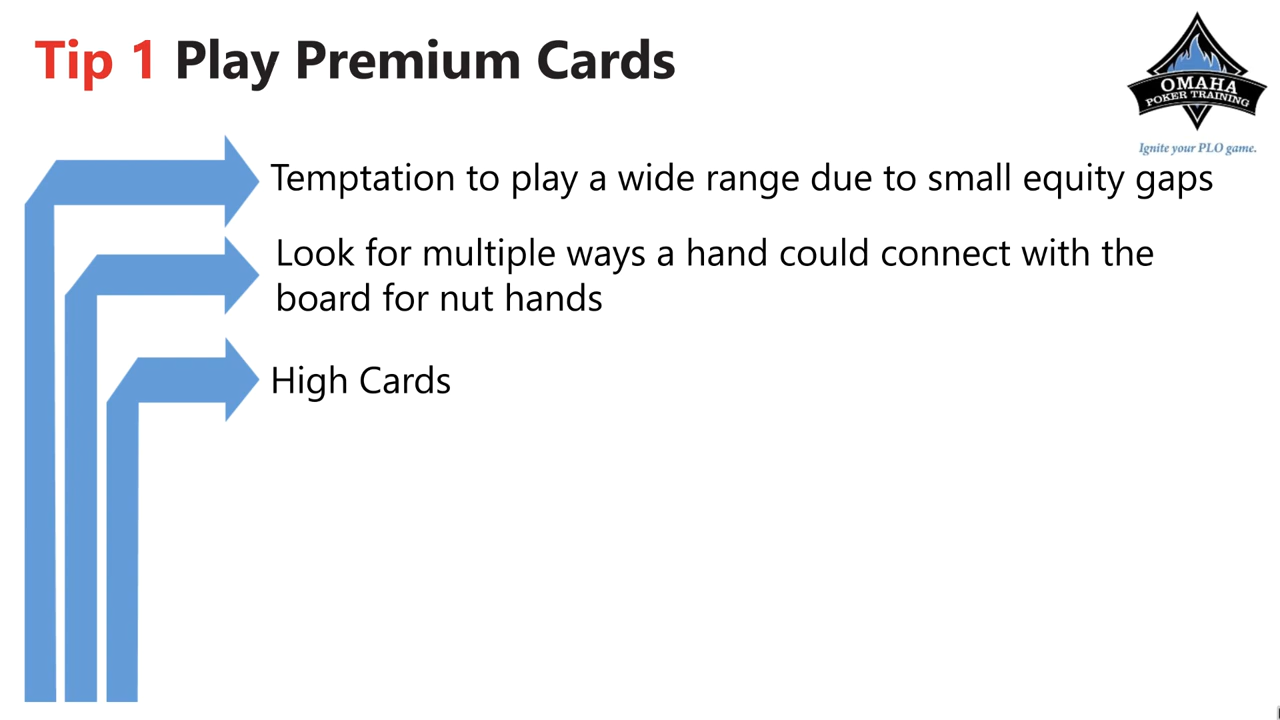 Tip 1 Play Premium Cards
OMAHA
POKER TRAINING
Ignite your PLO game.
Temptation to play a wide range due to small equity gaps
Look for multiple ways a hand could connect with the
board for nut hands
High Cards